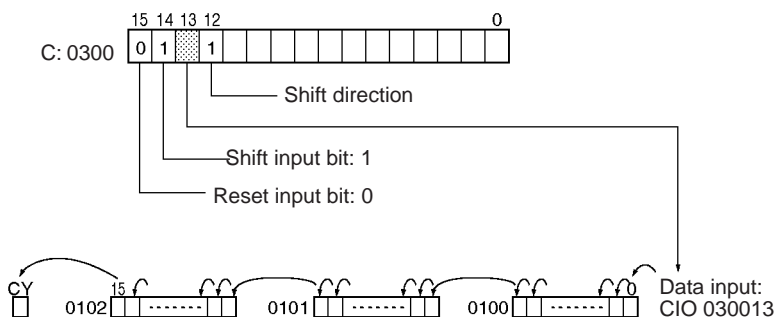 15 14 13 12 0
C: 0300 0 1 1
Shift direction
Shift input bit: 1
Reset input bit: 0
CY 15 0 Data input:
0102 0101 0100 CIO 030013